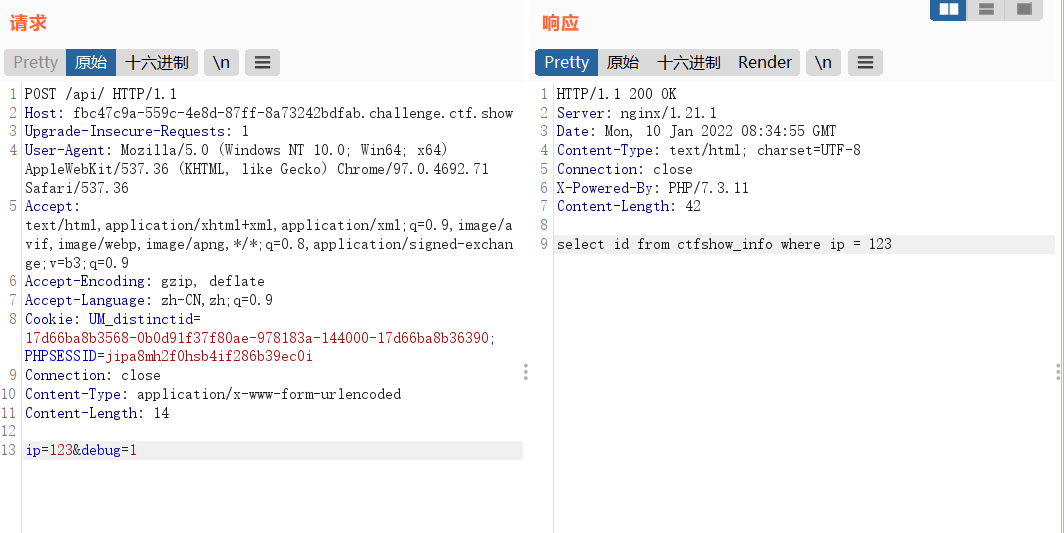 请求
Pretty 原始 十六进制 \n
1 POST /api/ HTTP/1.1
2 Host: fbc47c9a-559c-4e8d-87ff-8a73242bdfab.challenge.ctf.show
3 Upgrade-Insecure-Requests: 1
4 User-Agent: Mozilla/5.0 (Windows NT 10.0; Win64; x64)
AppleWebKit/537.36 (KHTML, like Gecko) Chrome/97.0.4692.71
Safari/537.36
5 Accept:
text/html,application/xhtml+xml,application/xml;q=0.9,image/a
vif,image/webp,image/apng,*/*;q=0.8,application/signed-exchan
ge;v=b3;q=0.9
6 Accept-Encoding: gzip, deflate
7 Accept-Language: zh-CN,zh;q=0.9
8 Cookie: UM_distinctid=
17d66ba8b3568-0b0d91f37f80ae-978183a-144000-17d66ba8b36390;
PHPSESSID=jipa8mh2f0hsb4if286b39ec0i
9 Connection: close
10 Content-Type: application/x-www-form-urlencoded
11 Content-Length: 14
12
13 ip=123&debug=1
响应
Pretty 原始 十六进制 Render \n
1 HTTP/1.1 200 OK
2 Server: nginx/1.21.1
3 Date: Mon, 10 Jan 2022 08:34:55 GMT
4 Content-Type: text/html; charset=UTF-8
5 Connection: close
6 X-Powered-By: PHP/7.3.11
7 Content-Length: 42
8
9 select id from ctfshow_info where ip = 123